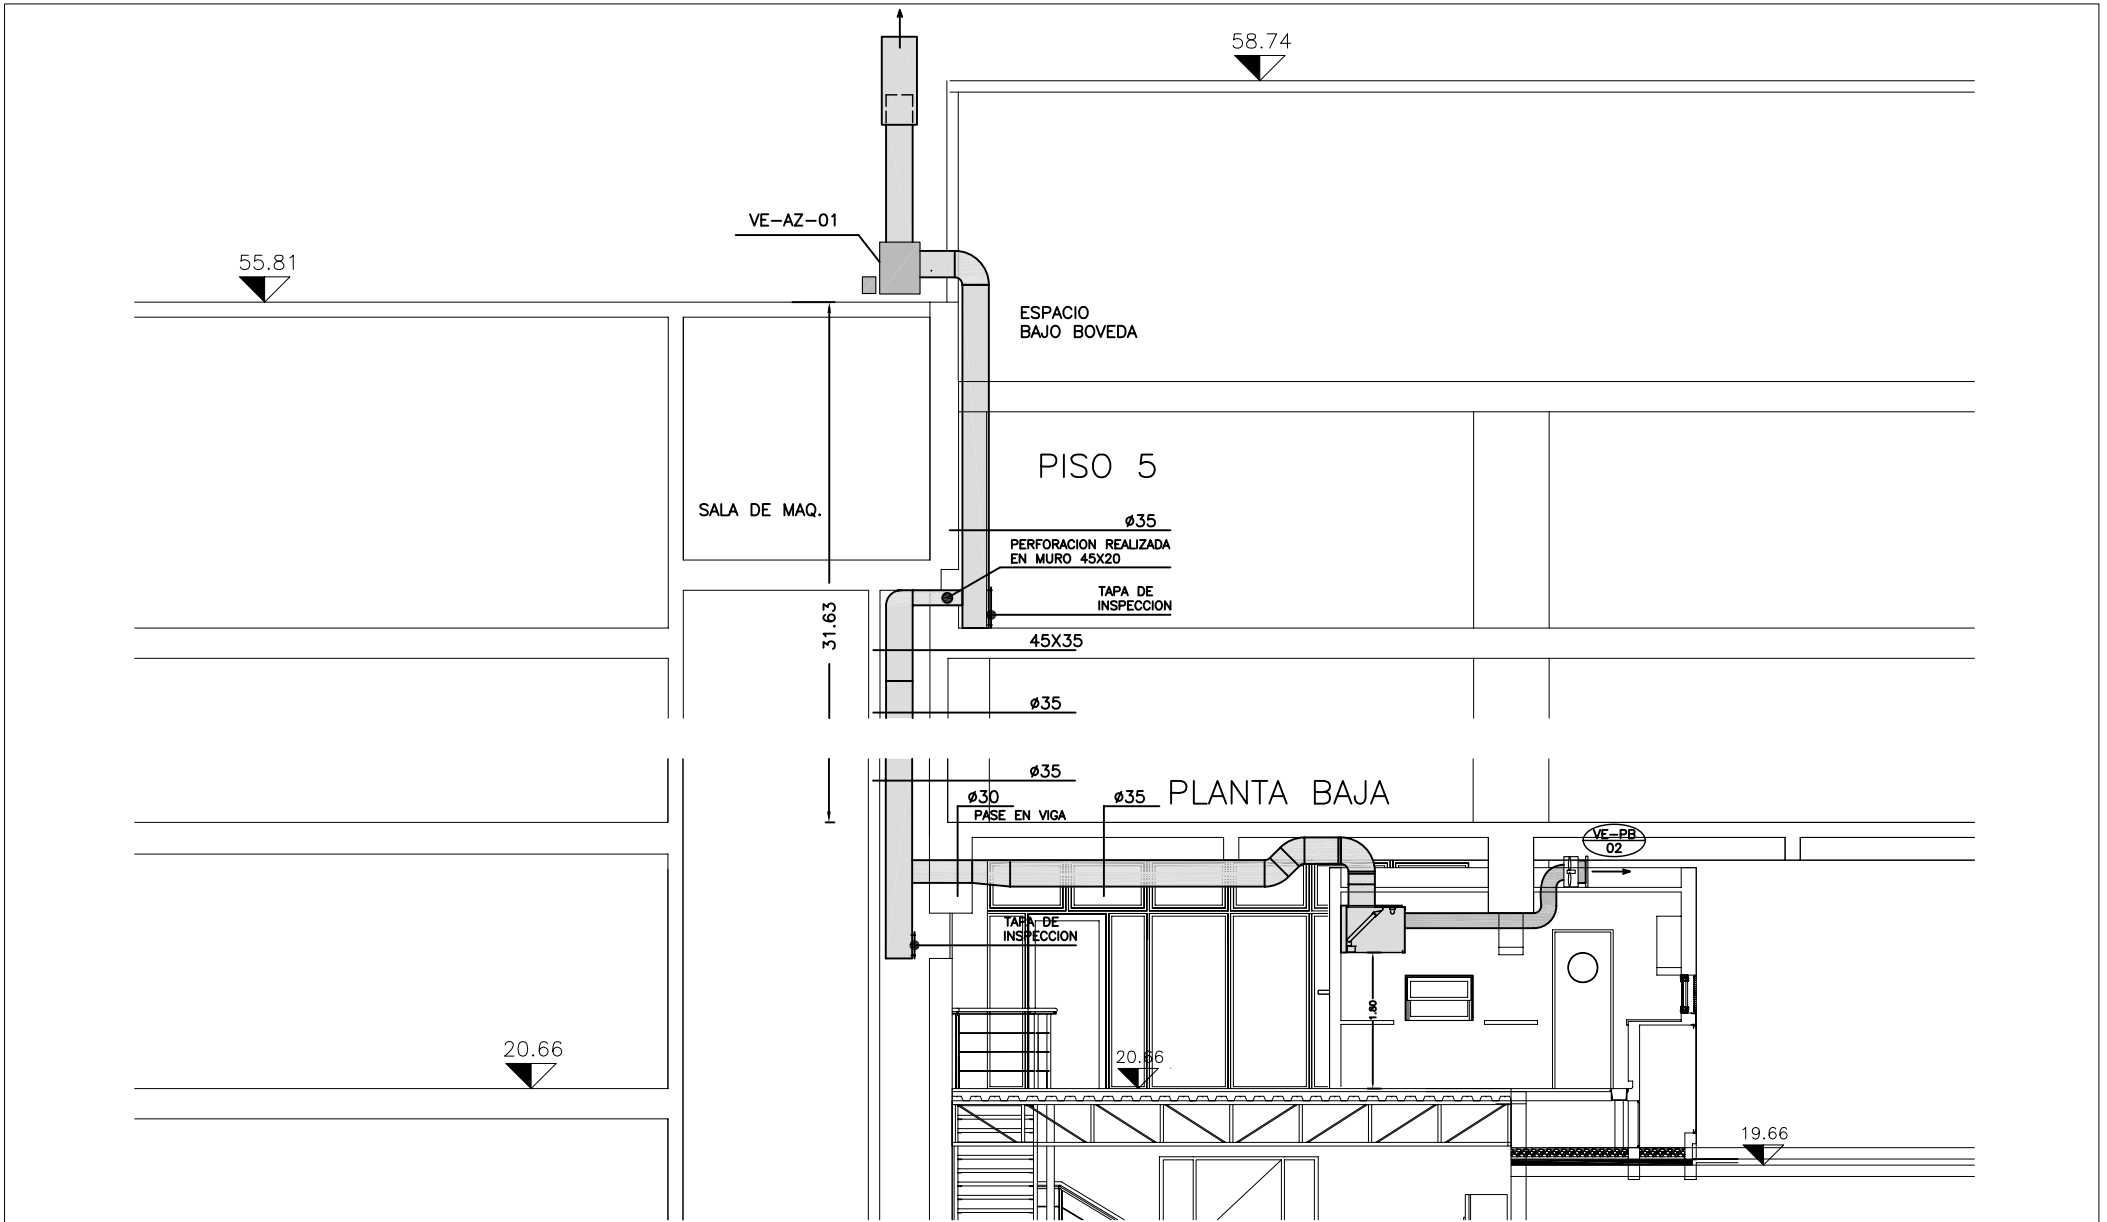 58.74
VE-AZ-01
55.81
ESPACIO
BAJO BOVEDA
PISO 5
SALA DE MAQ.
ø35
PERFORACION REALIZADA
EN MURO 45X20
TAPA DE
INSPECCION
31.63
45X35
ø35
ø35
ø30
PASE EN VIGA
ø35
PLANTA BAJA
VE-PB
02
TAPA DE
INSPECCION
1.80
20.66
20.66
19.66